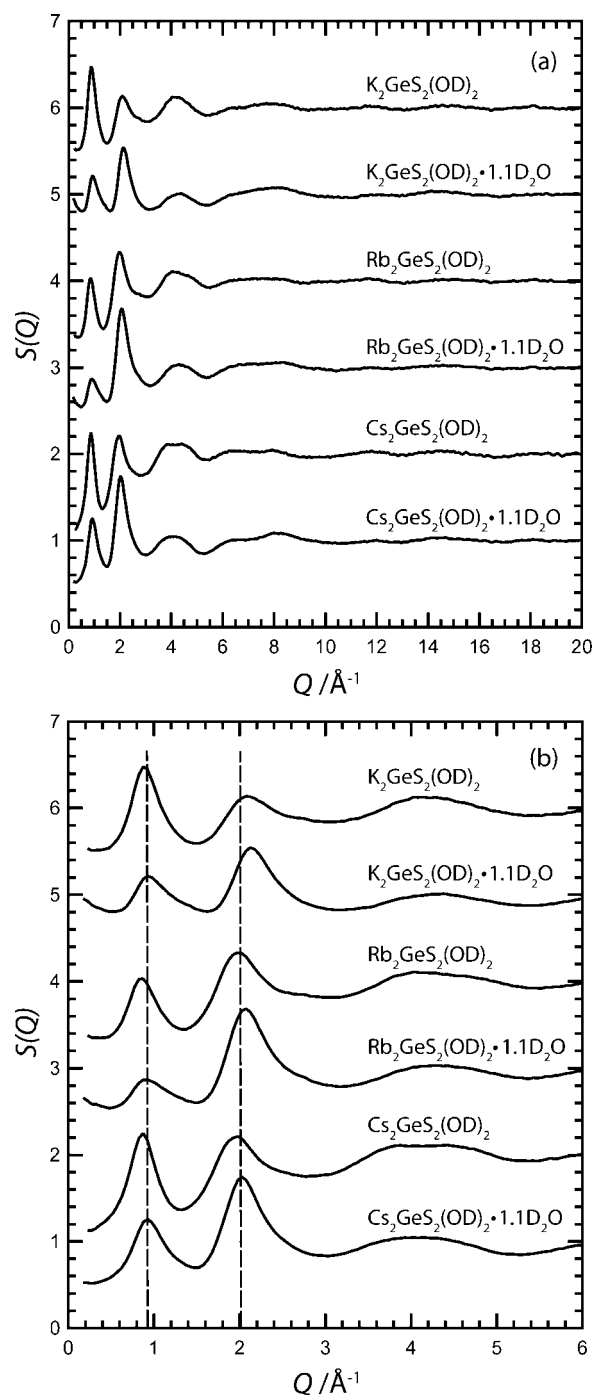 7
(a)
K₂GeS₂(OD)₂
6
K₂GeS₂(OD)₂•1.1D₂O
5
Rb₂GeS₂(OD)₂
4
S(Q)
Rb₂GeS₂(OD)₂•1.1D₂O
3
Cs₂GeS₂(OD)₂
2
Cs₂GeS₂(OD)₂•1.1D₂O
1
0
0 2 4 6 8 10 12 14 16 18 20
Q /Å⁻¹
7
(b)
K₂GeS₂(OD)₂
6
K₂GeS₂(OD)₂•1.1D₂O
5
Rb₂GeS₂(OD)₂
4
S(Q)
Rb₂GeS₂(OD)₂•1.1D₂O
3
Cs₂GeS₂(OD)₂
2
Cs₂GeS₂(OD)₂•1.1D₂O
1
0
0 1 2 3 4 5 6
Q /Å⁻¹